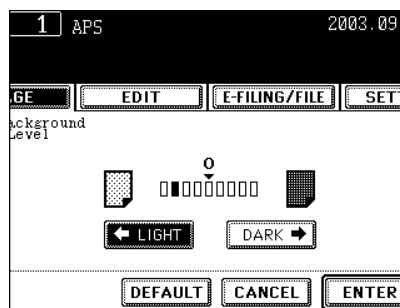 1 APS 2003.09
GE EDIT E-FILING/FILE SET
ackground
Level
0
LIGHT DARK
DEFAULT CANCEL ENTER